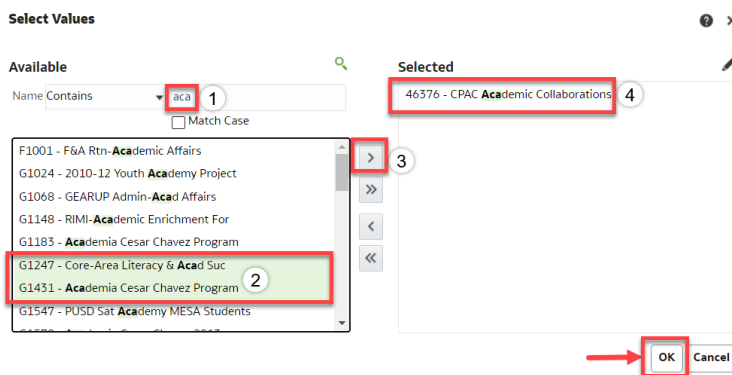 Select Values
Available
Name Contains aca 1
Match Case
F1001 - F&A Rtn-Academic Affairs
G1024 - 2010-12 Youth Academy Project
G1068 - GEARUP Admin-Acad Affairs
G1148 - RIMI-Academic Enrichment For
G1183 - Academia Cesar Chavez Program
G1247 - Core-Area Literacy & Acad Suc
G1431 - Academia Cesar Chavez Program 2
G1547 - PUSD Sat Academy MESA Students
3
Selected
46376 - CPAC Academic Collaborations 4
OK Cancel